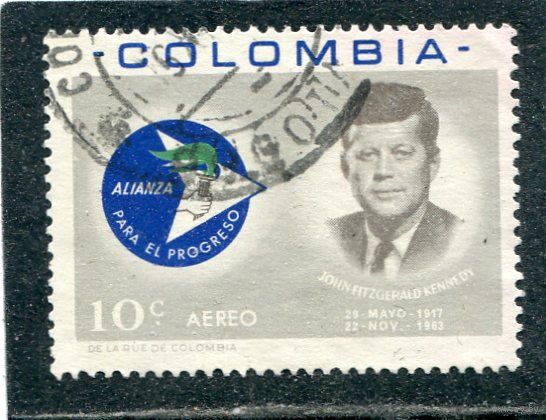 - COLOMBIA -
ALIANZA
PARA EL PROGRESO
JOHN FITZGERALD KENNEDY
29 - MAYO - 1917
22 - NOV. - 1963
10c. AEREO
DE LA RUE DE COLOMBIA